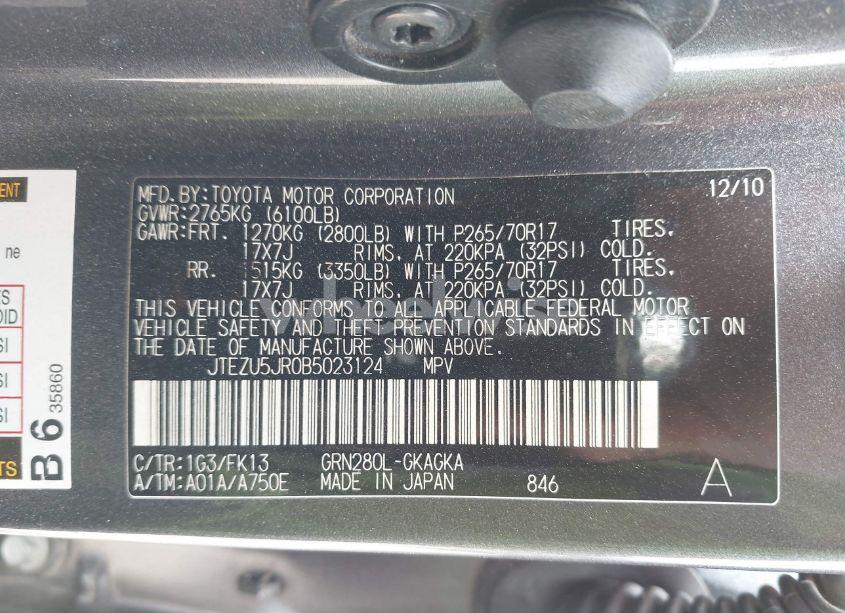 MFD.BY:TOYOTA MOTOR CORPORATION 12/10
GVWR:2765KG (6100LB)
GAWR:FRT. 1270KG (2800LB) WITH P265/70R17 TIRES.
17X7J RIMS, AT 220KPA (32PSI) COLD.
RR. 1515KG (3350LB) WITH P265/70R17 TIRES.
17X7J RIMS, AT 220KPA (32PSI) COLD.
THIS VEHICLE CONFORMS TO ALL APPLICABLE FEDERAL MOTOR
VEHICLE SAFETY AND THEFT PREVENTION STANDARDS IN EFFECT ON
THE DATE OF MANUFACTURE SHOWN ABOVE.
JTEZU5JR0B5023124 MPV
C/TR:1G3/FK13 GRN280L-GKAGKA
A/TM:A01A/A750E MADE IN JAPAN 846 A
B6 35860
ne